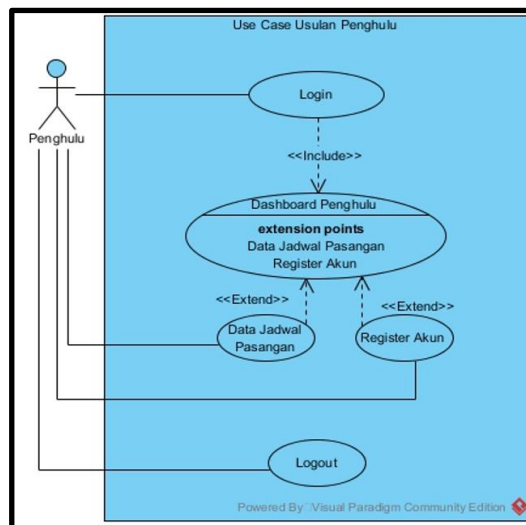 Use Case Usulan Penghulu
Login
Penghulu
<<Include>>
Dashboard Penghulu
extension points
Data Jadwal Pasangan
Register Akun
<<Extend>>
<<Extend>>
Data Jadwal
Pasangan
Register Akun
Logout
Powered By Visual Paradigm Community Edition